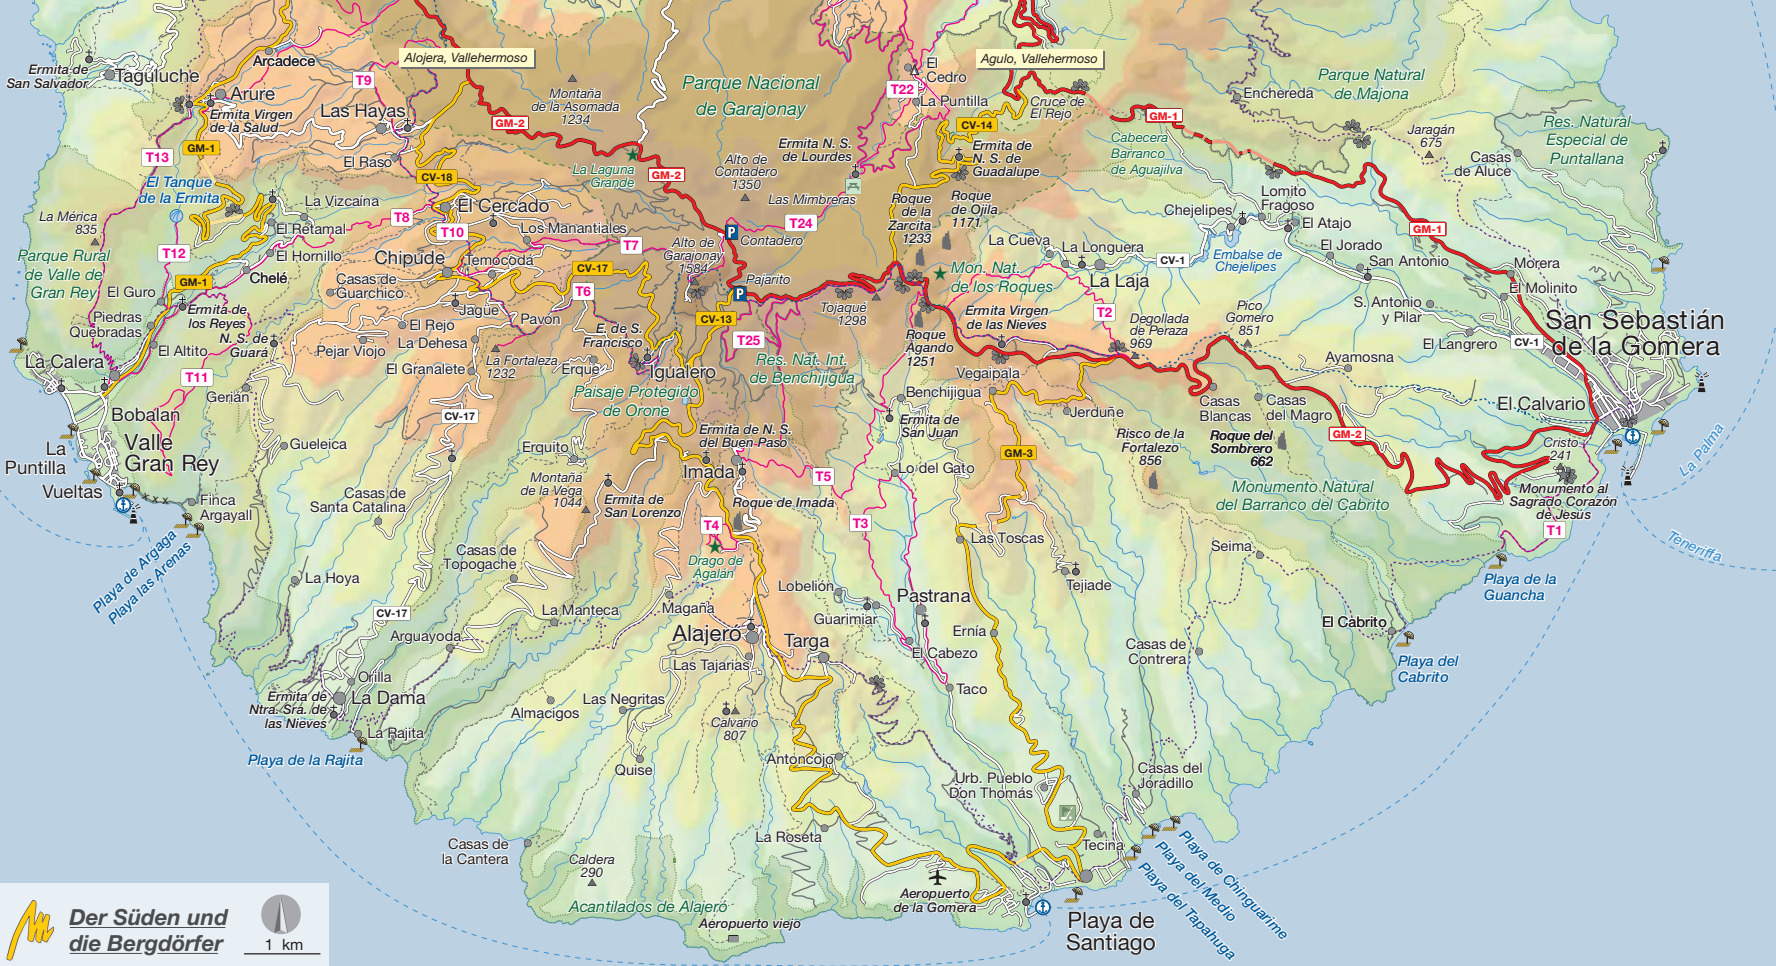 Arcadece
Alojera, Vallehermoso
Agulo, Vallehermoso
Ermita de
San Salvador
Taguluche
T9
Arure
Las Hayas
Ermita Virgen
de la Salud
GM-1
El Raso
T13
Montaña
de la Asomada
1234
GM-2
Parque Nacional
de Garajonay
El
Cedro
T22
La Puntilla
Cruce de
El Rejo
CV-14
Ermita N. S.
de Lourdes
Ermita de
N. S. de
Guadalupe
Parque Natural
de Majona
Enchereda
GM-1
Cabecera
Barranco
de Aguajilva
Jaragán
675
Res. Natural
Especial de
Puntallana
Casas
de Aluce
La Laguna
Grande
GM-2
Alto de
Contadero
1350
Las Mimbreras
T24
Contadero
P
El Tanque
de la Ermita
CV-18
El Cercado
La Vizcaína
T8
T10
Los Manantiales
La Mérica
835
El Retamal
T7
T12
El Hornillo
Chipude
Temocoda
CV-17
Alto de
Garajonay
1584
Pajarito
P
Parque Rural
de Valle de
Gran Rey
GM-1
Chelé
Casas de
Guarchico
T6
El Guro
Jagüe
Pavón
CV-13
Tojaqué
1298
Roque
de la
Zarcita
1233
Roque
de Ojila
1171
Mon. Nat.
de los Roques
La Cueva
La Longuera
La Laja
CV-1
Chejelipes
Lomito
Fragoso
El Atajo
Embalse de
Chejelipes
El Jorado
San Antonio
GM-1
Morera
El Molinito
Piedras
Quebradas
Ermita de
los Reyes
N. S. de
Guará
El Rejo
E. de S.
Francisco
T25
Res. Nat. Int.
de Benchijigua
Roque
Agando
1251
Ermita Virgen
de las Nieves
T2
Degollada
de Peraza
969
Pico
Gomero
851
S. Antonio
y Pilar
El Langrero
CV-1
San Sebastián
de la Gomera
La Calera
El Altito
Pejar Viojo
La Dehesa
La Fortaleza
1232
Erque
Igualero
El Granalete
T11
Gerián
Paisaje Protegido
de Orone
Benchijigua
Vegaipala
Ayamosna
Bobalan
CV-17
Ermita de
San Juan
Jerduñe
Casas
Blancas
Casas
del Magro
El Calvario
Valle
Gran Rey
La
Puntilla
Vueltas
Gueleica
Erquito
Ermita de N. S.
del Buen Paso
Imada
T5
Lo del Gato
GM-3
Risco de la
Fortalezo
856
Roque del
Sombrero
662
GM-2
Cristo
241
Monumento al
Sagrado Corazón
de Jesús
La Palma
Montaña
de la Vega
1044
Ermita de
San Lorenzo
Roque de Imada
Monumento Natural
del Barranco del Cabrito
T1
Teneriffa
Finca
Argayall
Casas de
Santa Catalina
T4
Drago de
Agalán
T3
Las Toscas
Seima
Playa de Argaga
Playa las Arenas
La Hoya
Casas de
Topogache
Lobelión
Guarimiar
Pastrana
Tejiade
Playa de la
Guancha
CV-17
La Manteca
Magaña
Alajeró
Targa
Ernía
El Cabrito
Arguayoda
Las Tajarias
El Cabezo
Casas de
Contrera
Playa del
Cabrito
Orilla
Ermita de
Ntra. Sra. de
las Nieves
La Dama
Almacigos
Las Negritas
Taco
La Rajita
Calvario
807
Playa de la Rajita
Quise
Antoncojo
Urb. Pueblo
Don Thomás
Casas del
Joradillo
Casas de
la Cantera
La Roseta
Tecina
Caldera
290
Acantilados de Alajeró
Aeropuerto viejo
Aeropuerto
de la Gomera
Playa de
Santiago
Playa de Chinguarime
Playa del Medio
Playa del Tapahuga
Der Süden und
die Bergdörfer
1 km